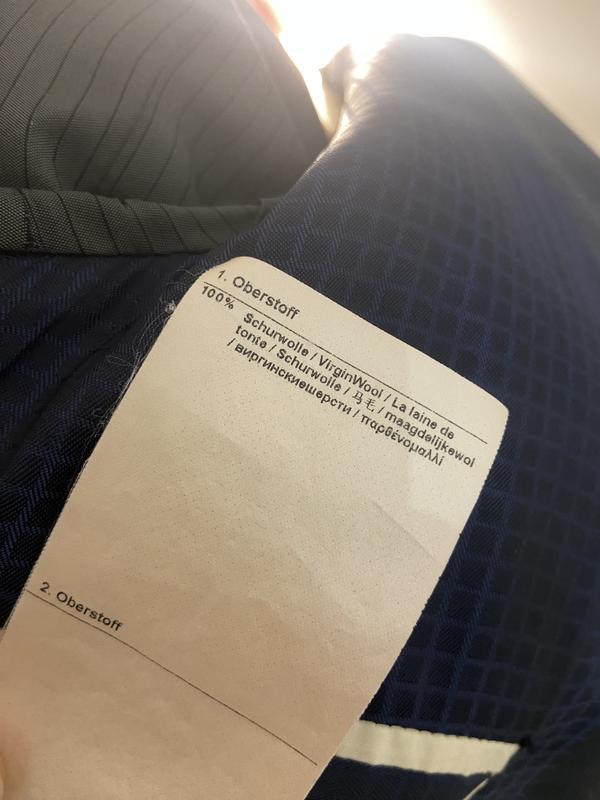 1. Oberstoff
100% Schurwolle / VirginWool / La laine de
tonte / Schurwolle / 马毛 / maagdelijkewol
/ виргинскиешерсти / παρθένομαλλί
2. Oberstoff